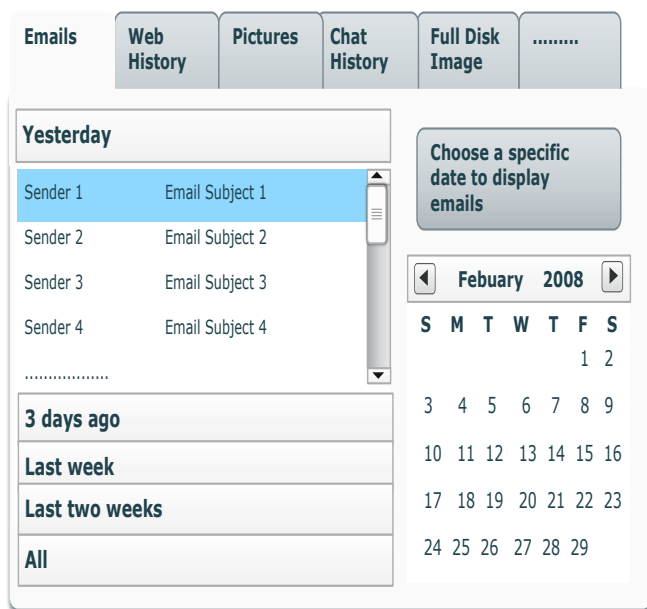 Emails
Web
History
Pictures
Chat
History
Full Disk
Image
.........
Yesterday
Sender 1 Email Subject 1
Sender 2 Email Subject 2
Sender 3 Email Subject 3
Sender 4 Email Subject 4
..................
3 days ago
Last week
Last two weeks
All
Choose a specific
date to display
emails
Febuary 2008
S M T W T F S
1 2
3 4 5 6 7 8 9
10 11 12 13 14 15 16
17 18 19 20 21 22 23
24 25 26 27 28 29